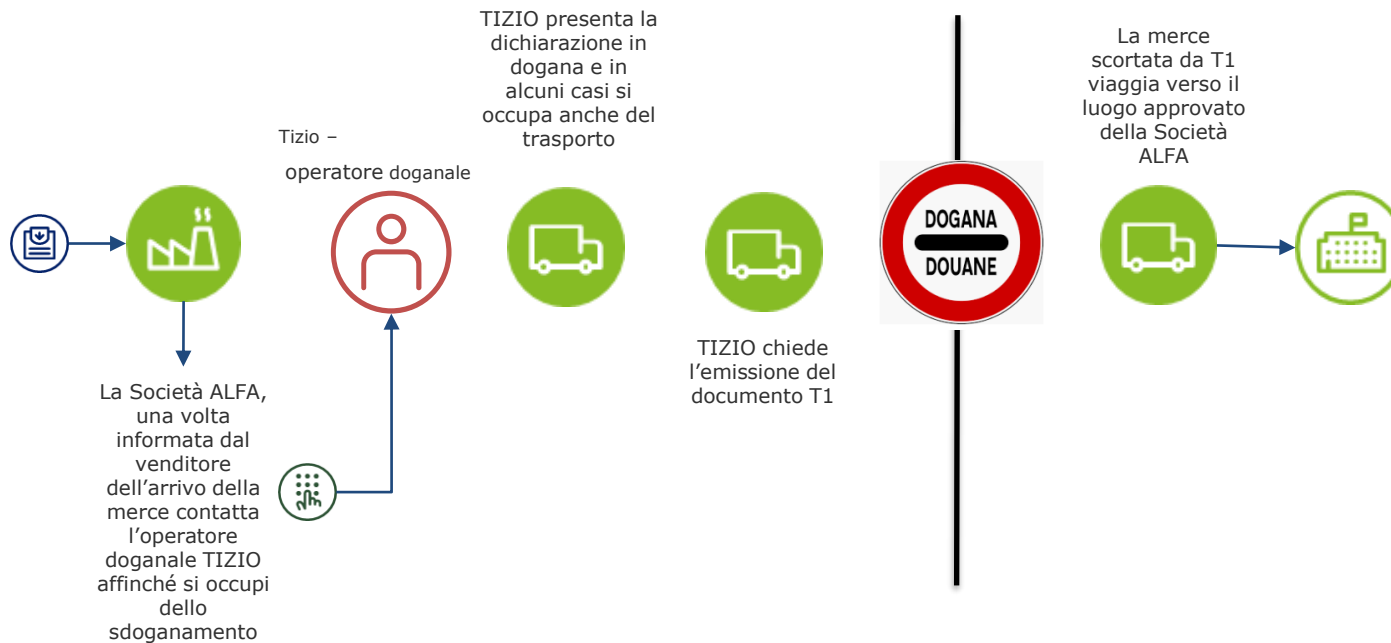 TIZIO presenta la
dichiarazione in
dogana e in
alcuni casi si
occupa anche del
trasporto
La merce
scortata da T1
viaggia verso il
luogo approvato
della Società
ALFA
Tizio –
operatore doganale
DOGANA
DOUANE
TIZIO chiede
l’emissione del
documento T1
La Società ALFA,
una volta
informata dal
venditore
dell’arrivo della
merce contatta
l’operatore
doganale TIZIO
affinché si occupi
dello
sdoganamento